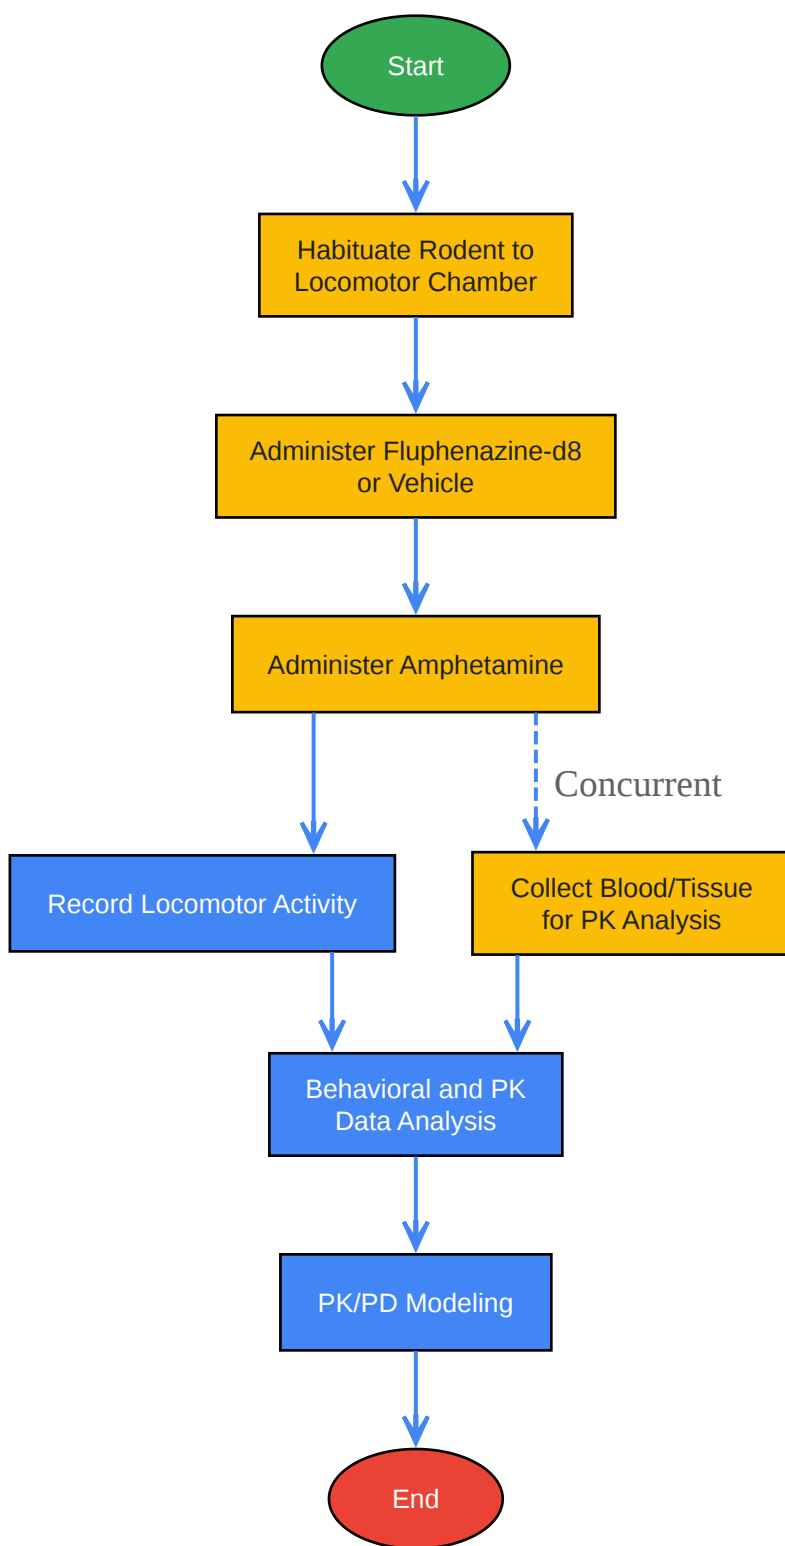 Start
Habituate Rodent to
Locomotor Chamber
Administer Fluphenazine-d8
or Vehicle
Administer Amphetamine
Concurrent
Record Locomotor Activity
Collect Blood/Tissue
for PK Analysis
Behavioral and PK
Data Analysis
PK/PD Modeling
End